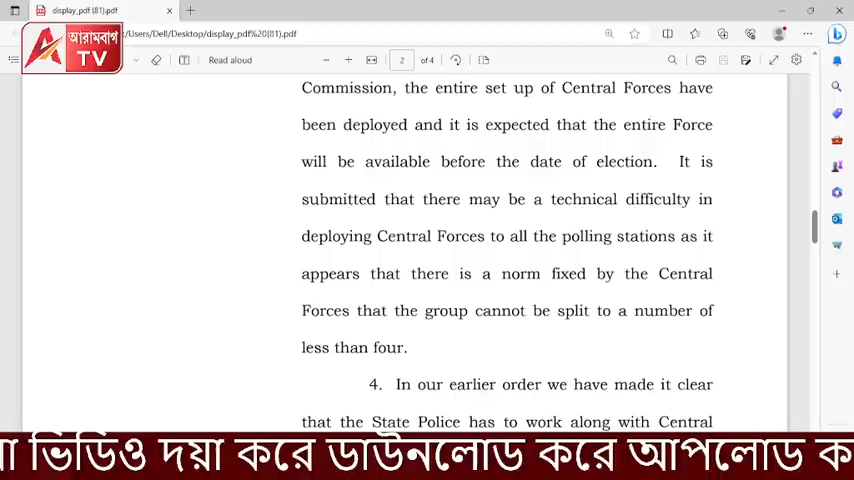 display_pdf (81).pdf
/Users/Dell/Desktop/display_pdf%20(81).pdf
আরামবাগ
TV
Read aloud
2 of 4
Commission, the entire set up of Central Forces have
been deployed and it is expected that the entire Force
will be available before the date of election. It is
submitted that there may be a technical difficulty in
deploying Central Forces to all the polling stations as it
appears that there is a norm fixed by the Central
Forces that the group cannot be split to a number of
less than four.
4. In our earlier order we have made it clear
that the State Police has to work along with Central
ভিডিও দয়া করে ডাউনলোড করে আপলোড